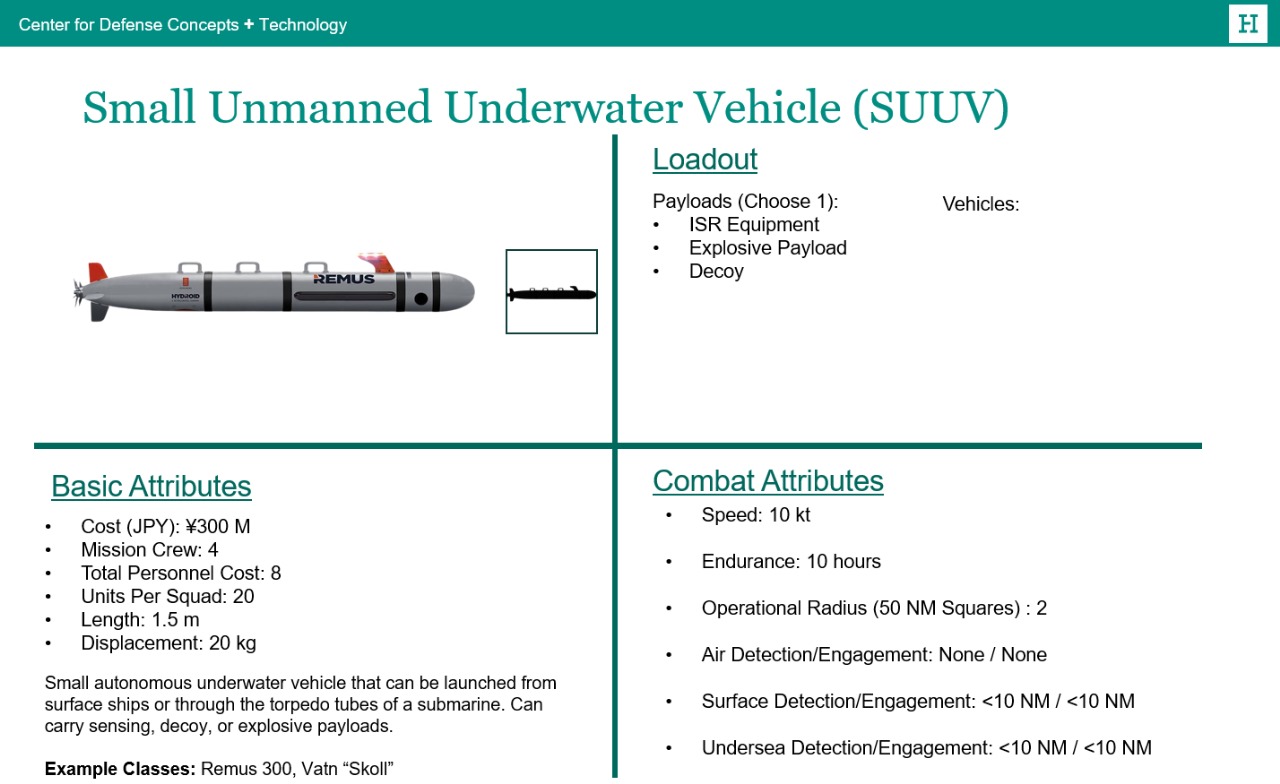 Center for Defense Concepts + Technology
H
Small Unmanned Underwater Vehicle (SUUV)
REMUS
HYDROID
Loadout
Payloads (Choose 1):
• ISR Equipment
• Explosive Payload
• Decoy
Vehicles:
Basic Attributes
• Cost (JPY): ¥300 M
• Mission Crew: 4
• Total Personnel Cost: 8
• Units Per Squad: 20
• Length: 1.5 m
• Displacement: 20 kg
Small autonomous underwater vehicle that can be launched from
surface ships or through the torpedo tubes of a submarine. Can
carry sensing, decoy, or explosive payloads.
Example Classes: Remus 300, Vatn “Skoll”
Combat Attributes
• Speed: 10 kt
• Endurance: 10 hours
• Operational Radius (50 NM Squares) : 2
• Air Detection/Engagement: None / None
• Surface Detection/Engagement: <10 NM / <10 NM
• Undersea Detection/Engagement: <10 NM / <10 NM